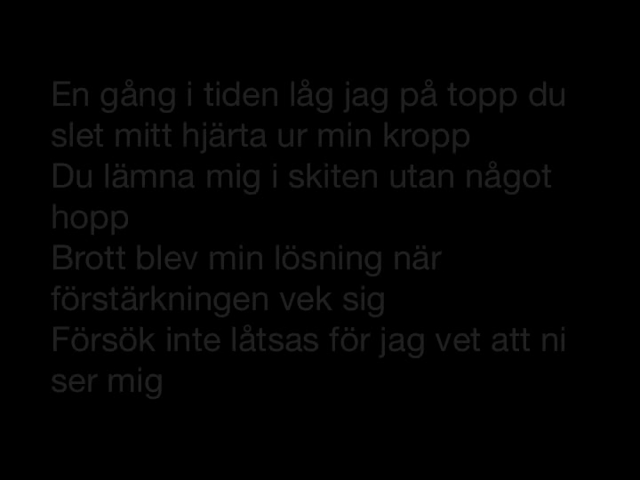 En gång i tiden låg jag på topp du
slet mitt hjärta ur min kropp
Du lämna mig i skiten utan något
hopp
Brott blev min lösning när
förstärkningen vek sig
Försök inte låtsas för jag vet att ni
ser mig